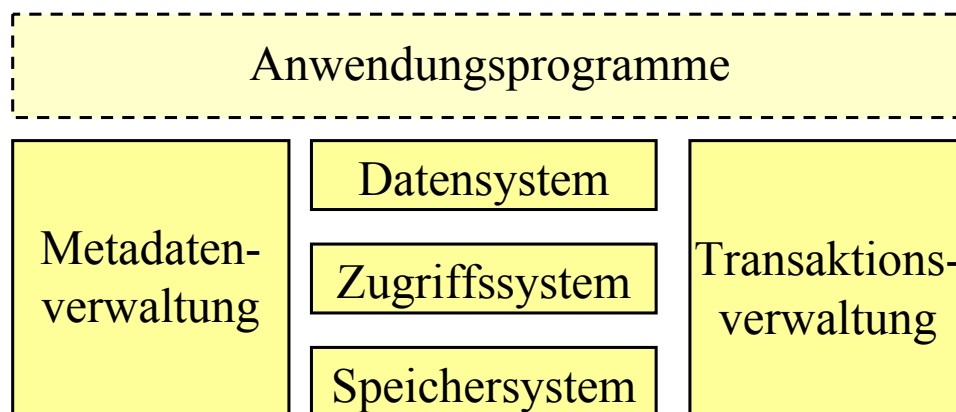 Anwendungsprogramme
Metadaten-
verwaltung
Datensystem
Zugriffssystem
Speichersystem
Transaktions-
verwaltung